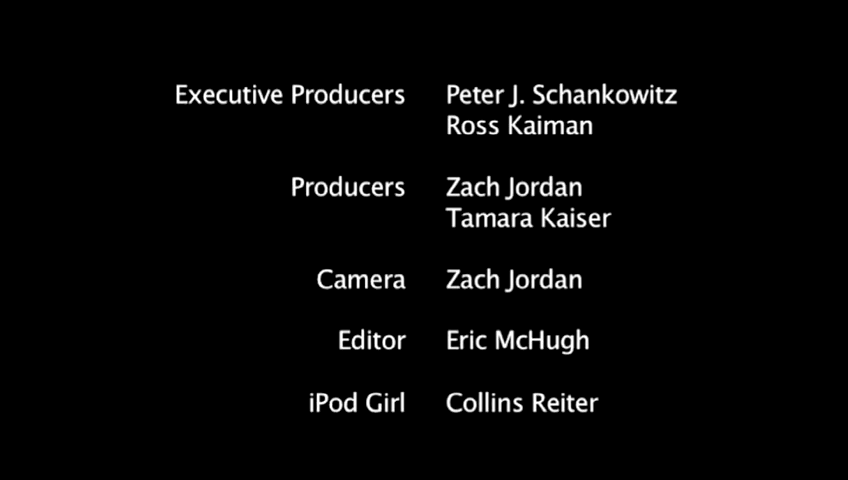 Executive Producers Peter J. Schankowitz
Ross Kaiman
Producers Zach Jordan
Tamara Kaiser
Camera Zach Jordan
Editor Eric McHugh
iPod Girl Collins Reiter